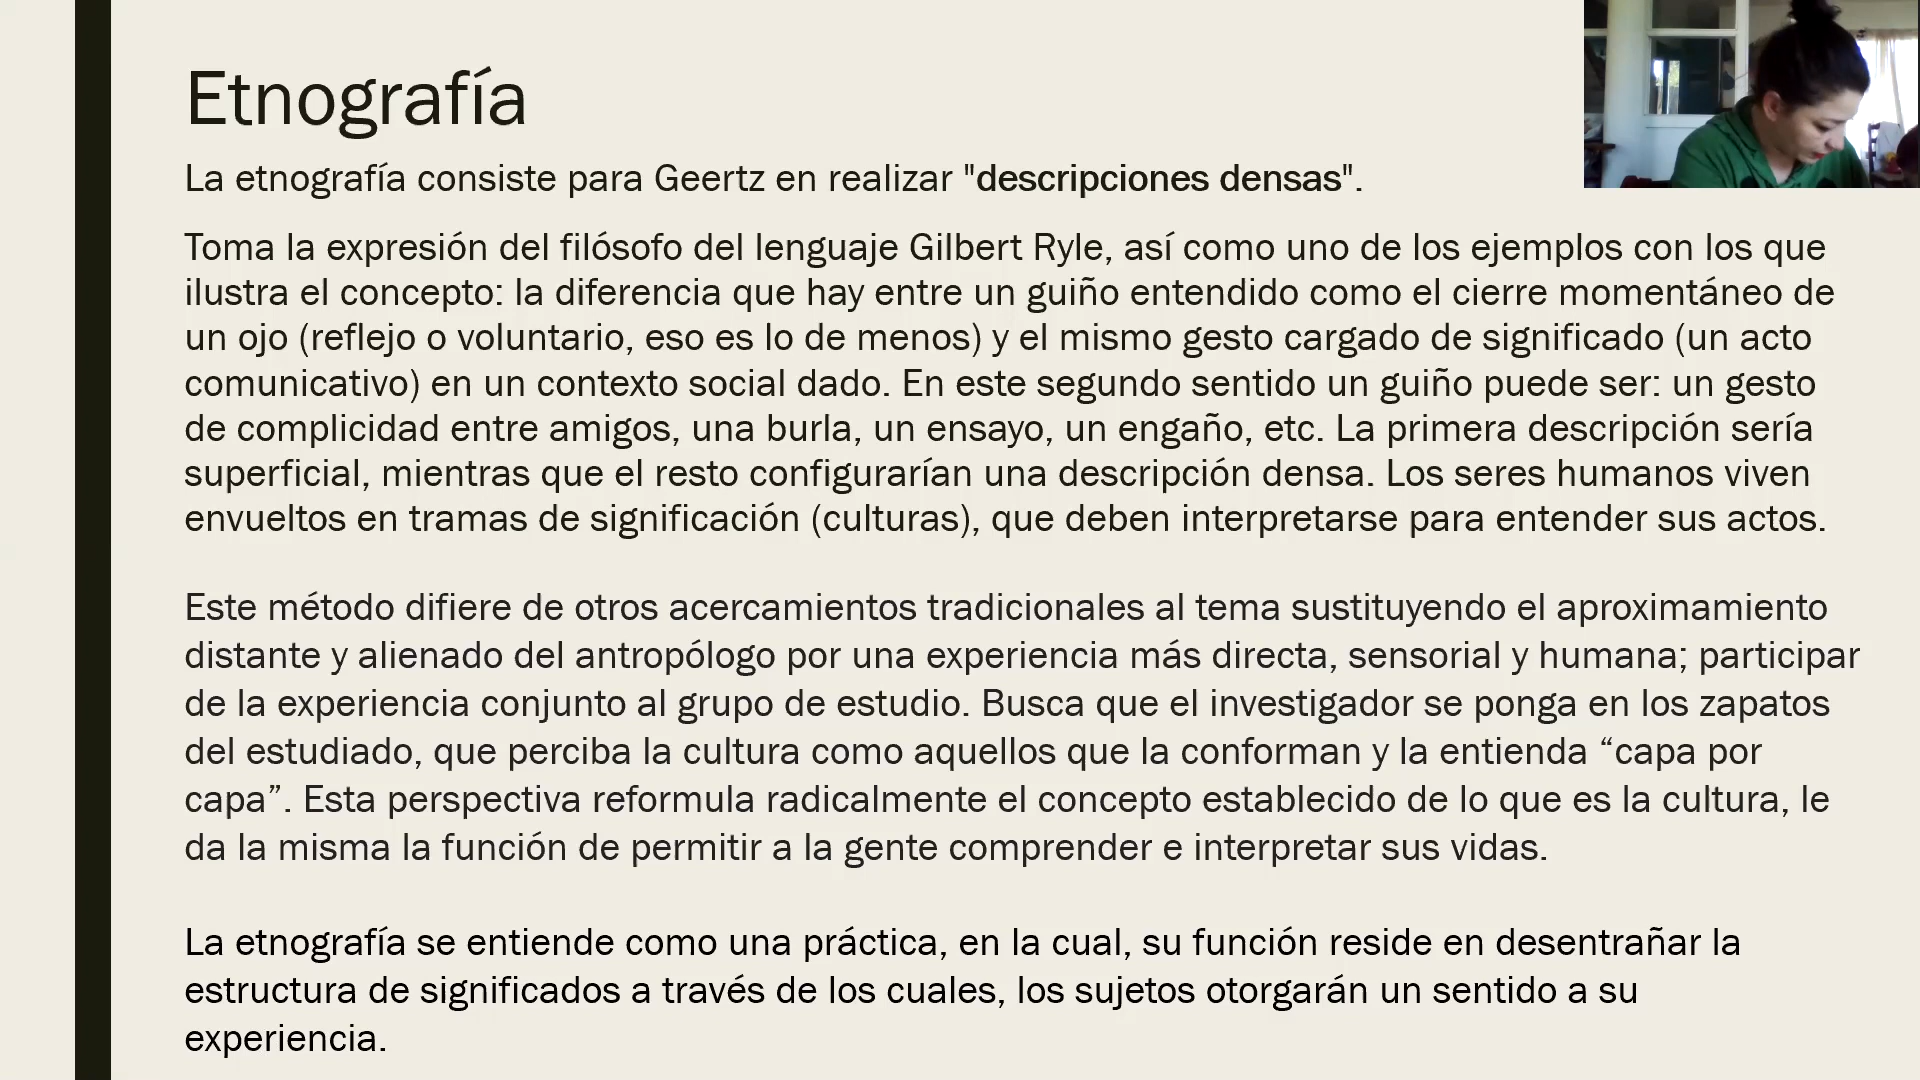 Etnografía
La etnografía consiste para Geertz en realizar "descripciones densas".
Toma la expresión del filósofo del lenguaje Gilbert Ryle, así como uno de los ejemplos con los que
ilustra el concepto: la diferencia que hay entre un guiño entendido como el cierre momentáneo de
un ojo (reflejo o voluntario, eso es lo de menos) y el mismo gesto cargado de significado (un acto
comunicativo) en un contexto social dado. En este segundo sentido un guiño puede ser: un gesto
de complicidad entre amigos, una burla, un ensayo, un engaño, etc. La primera descripción sería
superficial, mientras que el resto configurarían una descripción densa. Los seres humanos viven
envueltos en tramas de significación (culturas), que deben interpretarse para entender sus actos.
Este método difiere de otros acercamientos tradicionales al tema sustituyendo el aproximamiento
distante y alienado del antropólogo por una experiencia más directa, sensorial y humana; participar
de la experiencia conjunto al grupo de estudio. Busca que el investigador se ponga en los zapatos
del estudiado, que perciba la cultura como aquellos que la conforman y la entienda “capa por
capa”. Esta perspectiva reformula radicalmente el concepto establecido de lo que es la cultura, le
da la misma la función de permitir a la gente comprender e interpretar sus vidas.
La etnografía se entiende como una práctica, en la cual, su función reside en desentrañar la
estructura de significados a través de los cuales, los sujetos otorgarán un sentido a su
experiencia.